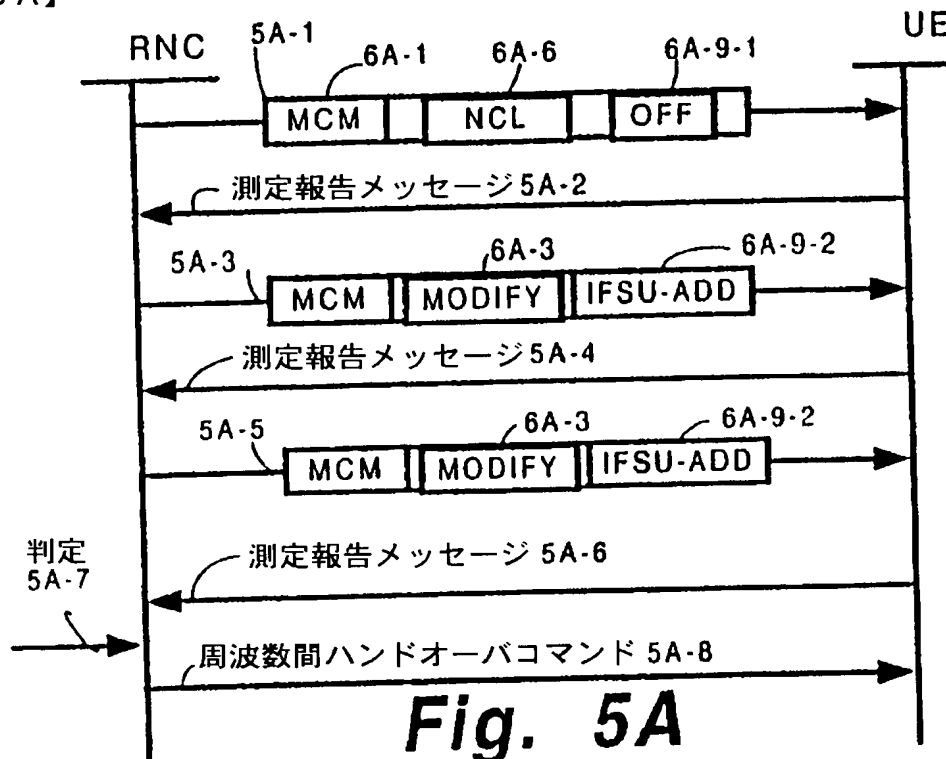 5A】
RNC
UE
5A-1
6A-1
6A-6
6A-9-1
MCM
NCL
OFF
測定報告メッセージ 5A-2
5A-3
6A-3
6A-9-2
MCM
MODIFY
IFSU-ADD
測定報告メッセージ 5A-4
5A-5
6A-3
6A-9-2
MCM
MODIFY
IFSU-ADD
判定
5A-7
測定報告メッセージ 5A-6
周波数間ハンドオーバコマンド 5A-8
Fig. 5A